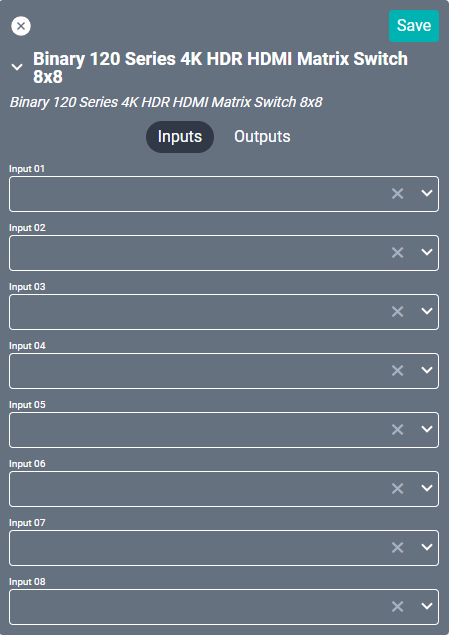 Save
Binary 120 Series 4K HDR HDMI Matrix Switch
8x8
Binary 120 Series 4K HDR HDMI Matrix Switch 8x8
Inputs Outputs
Input 01
Input 02
Input 03
Input 04
Input 05
Input 06
Input 07
Input 08